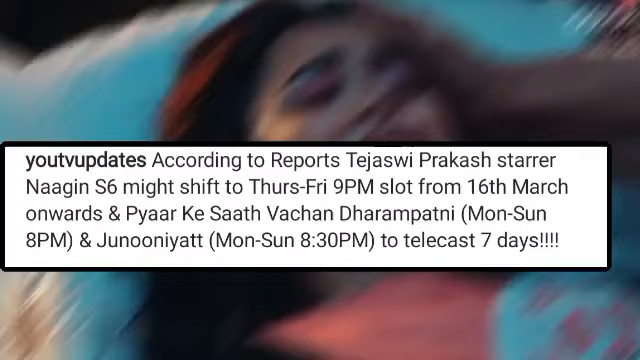 youtvupdates According to Reports Tejaswi Prakash starrer
Naagin S6 might shift to Thurs-Fri 9PM slot from 16th March
onwards & Pyaar Ke Saath Vachan Dharampatni (Mon-Sun
8PM) & Junooniyatt (Mon-Sun 8:30PM) to telecast 7 days!!!!